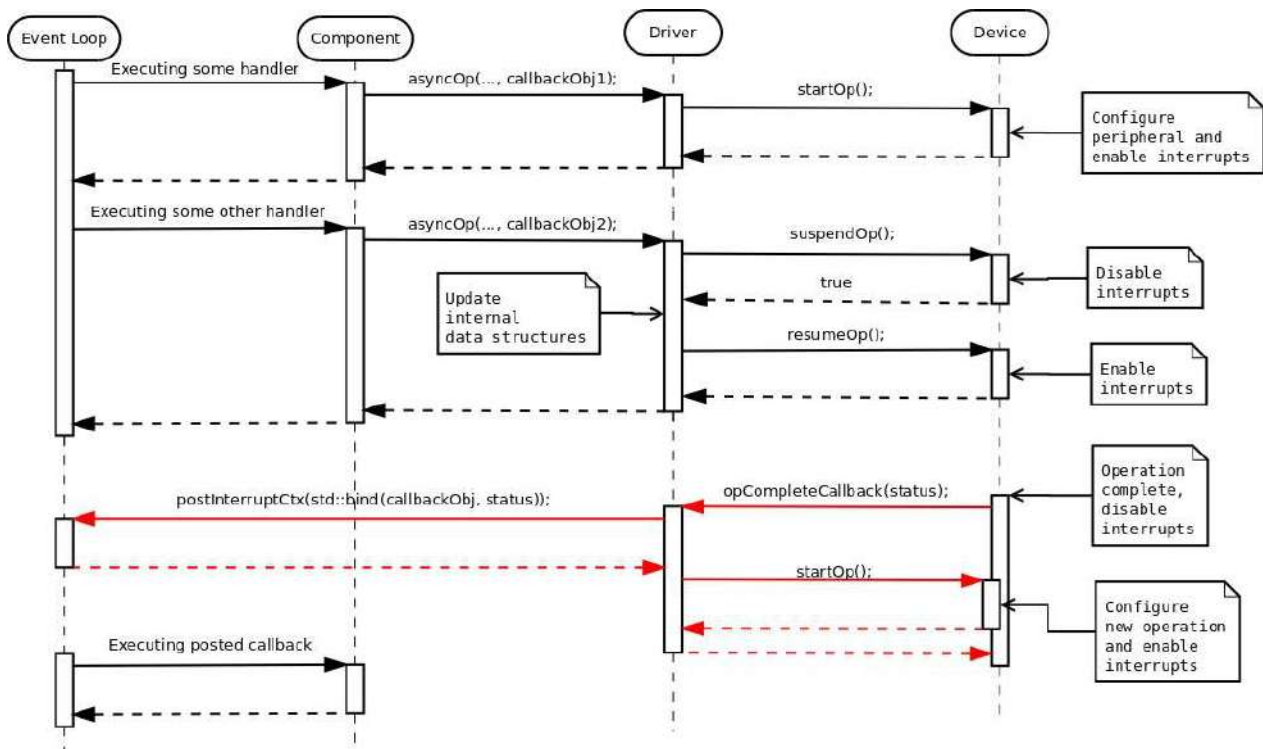 Event Loop
Component
Driver
Device
Executing some handler
asyncOp(..., callbackObj1);
startOp();
Configure
peripheral and
enable interrupts
Executing some other handler
asyncOp(..., callbackObj2);
suspendOp();
Disable
interrupts
true
Update
internal
data structures
resumeOp();
Enable
interrupts
Operation
complete,
disable
interrupts
postInterruptCtx(std::bind(callbackObj, status));
opCompleteCallback(status);
startOp();
Configure
new operation
and enable
interrupts
Executing posted callback